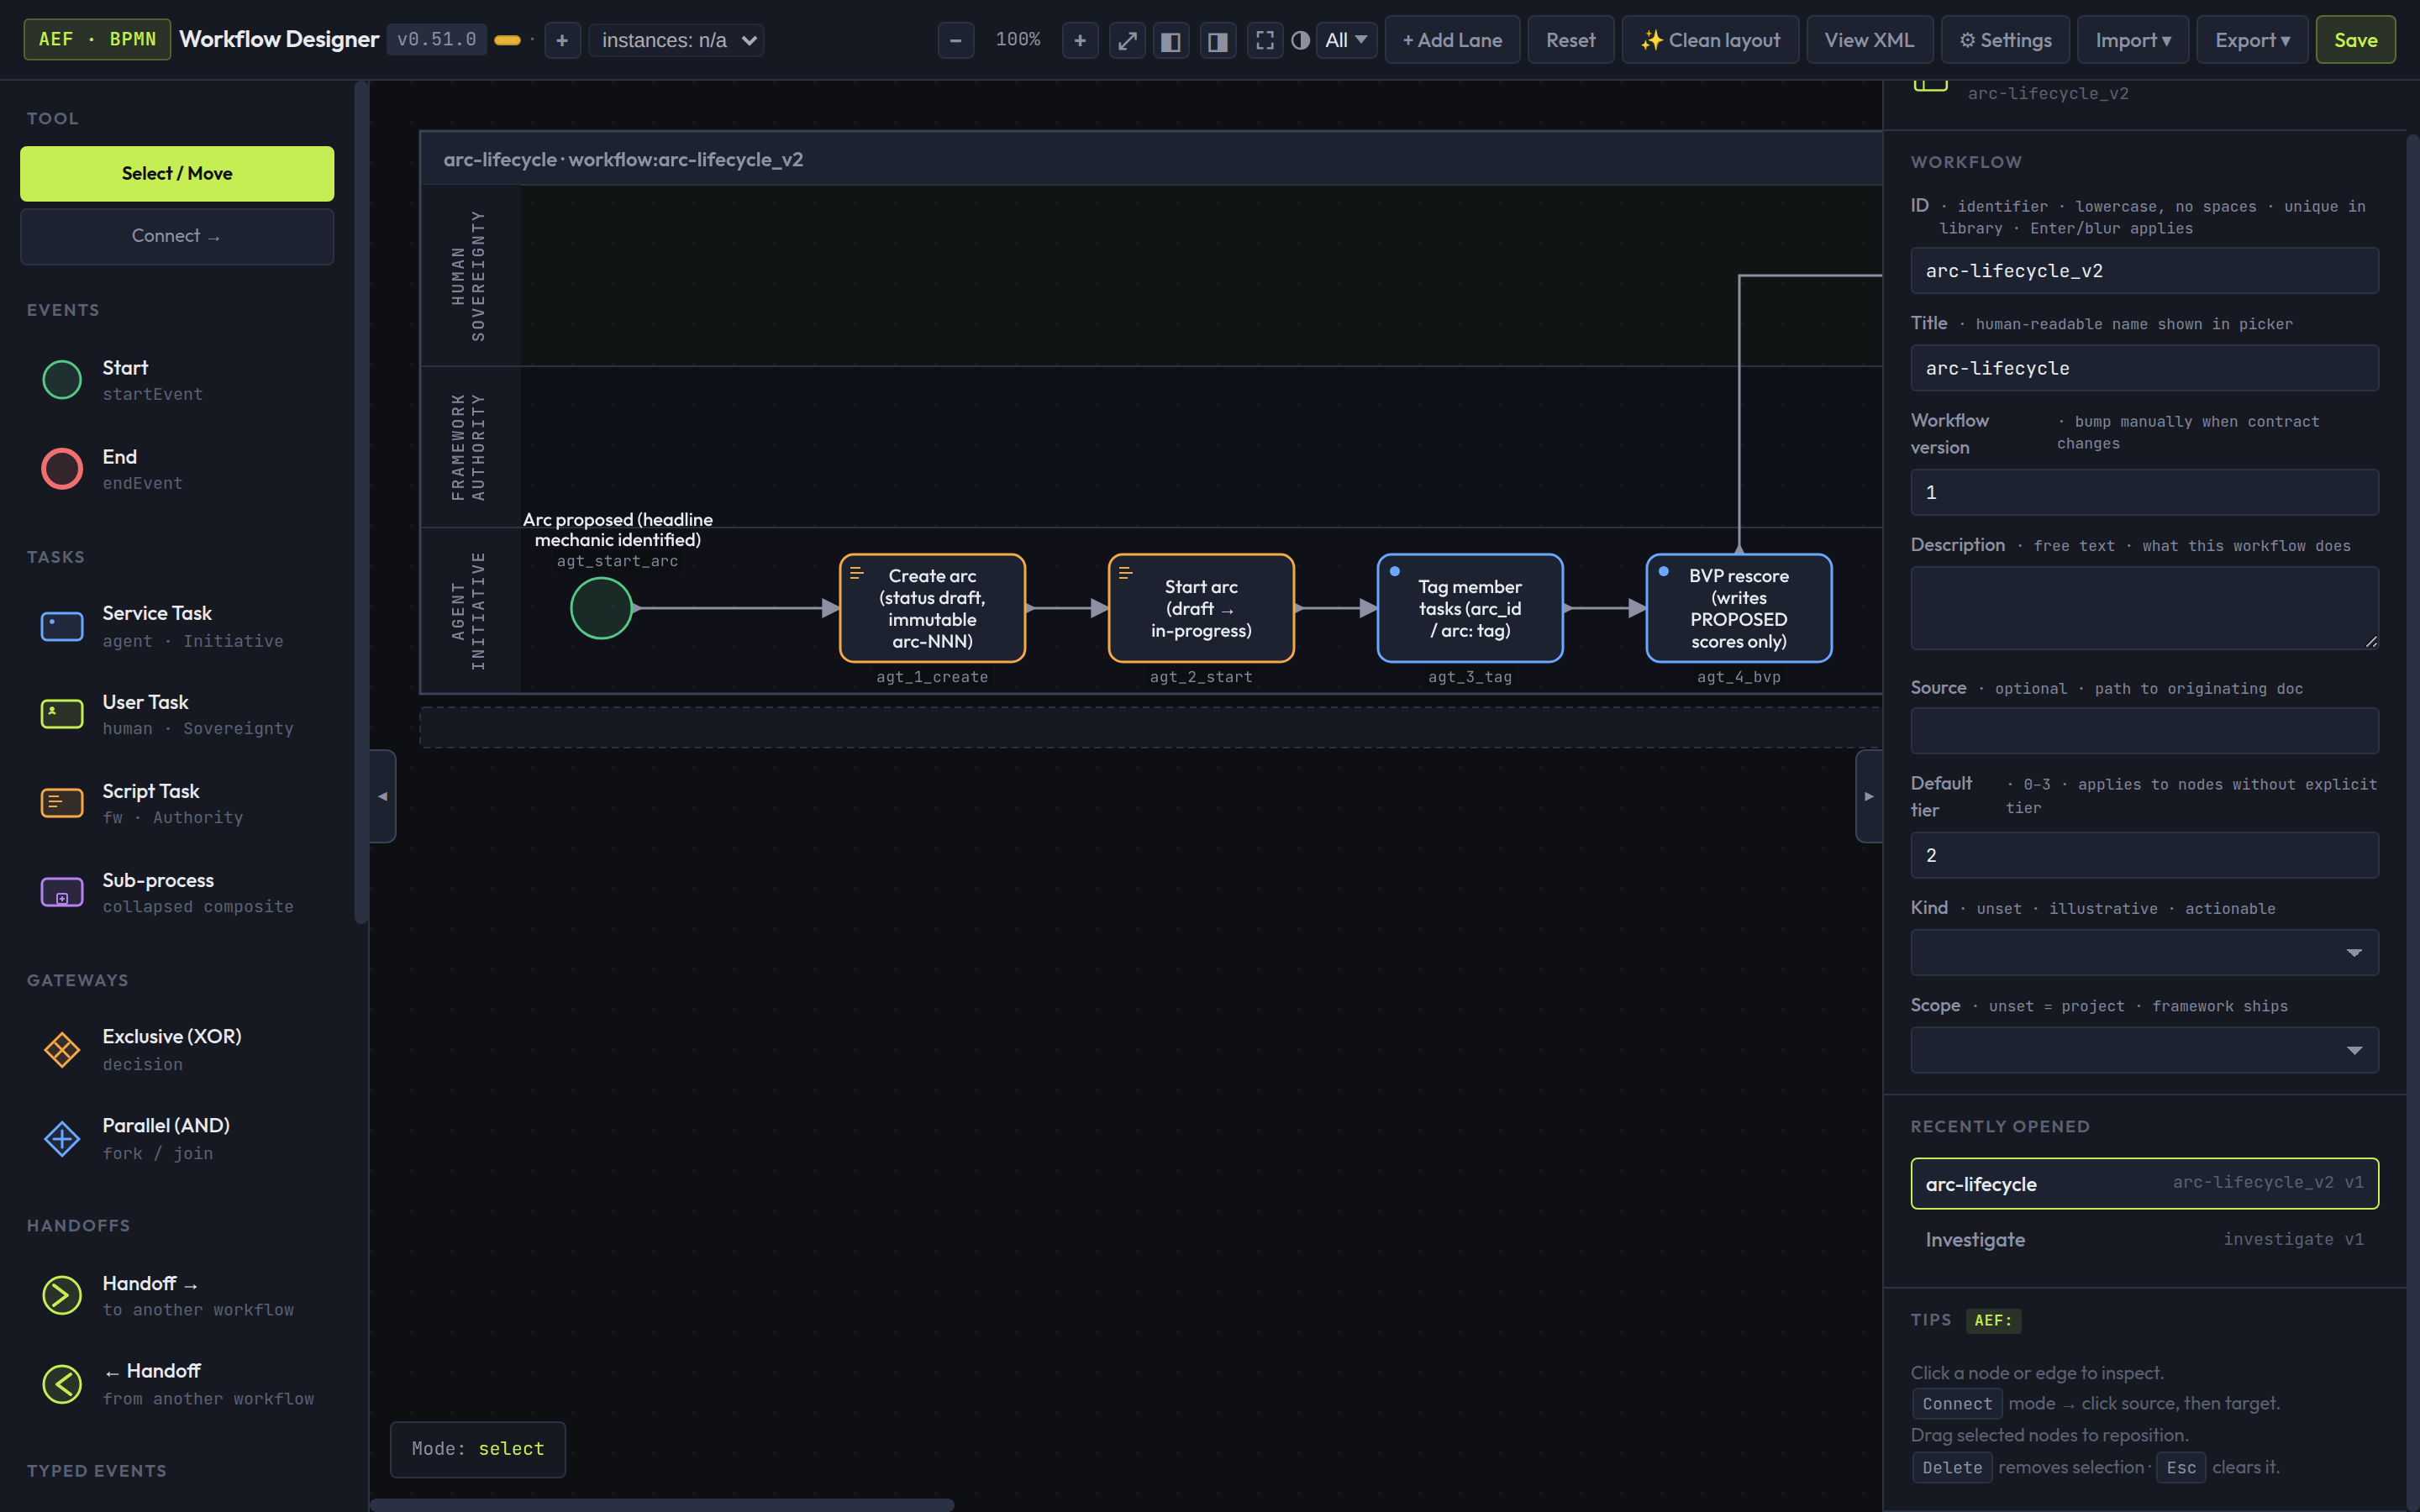 AEF · BPMN Workflow Designer v0.51.0 · + instances: n/a − 100% + All + Add Lane Reset ✨ Clean layout View XML ⚙ Settings Import ▾ Export ▾ Save
TOOL
Select / Move
Connect →
EVENTS
Start
startEvent
End
endEvent
TASKS
Service Task
agent · Initiative
User Task
human · Sovereignty
Script Task
fw · Authority
Sub-process
collapsed composite
GATEWAYS
Exclusive (XOR)
decision
Parallel (AND)
fork / join
HANDOFFS
Handoff →
to another workflow
← Handoff
from another workflow
TYPED EVENTS
arc-lifecycle · workflow:arc-lifecycle_v2
HUMAN
SOVEREIGNTY
FRAMEWORK
AUTHORITY
AGENT
INITIATIVE
Arc proposed (headline
mechanic identified)
agt_start_arc
Create arc
(status draft,
immutable
arc-NNN)
agt_1_create
Start arc
(draft →
in-progress)
agt_2_start
Tag member
tasks (arc_id
/ arc: tag)
agt_3_tag
BVP rescore
(writes
PROPOSED
scores only)
agt_4_bvp
Mode: select
arc-lifecycle_v2
WORKFLOW
ID · identifier · lowercase, no spaces · unique in
library · Enter/blur applies
arc-lifecycle_v2
Title · human-readable name shown in picker
arc-lifecycle
Workflow version · bump manually when contract changes
1
Description · free text · what this workflow does
Source · optional · path to originating doc
Default tier · 0–3 · applies to nodes without explicit tier
2
Kind · unset · illustrative · actionable
Scope · unset = project · framework ships
RECENTLY OPENED
arc-lifecycle arc-lifecycle_v2 v1
Investigate investigate v1
TIPS AEF:
Click a node or edge to inspect.
Connect mode → click source, then target.
Drag selected nodes to reposition.
Delete removes selection · Esc clears it.